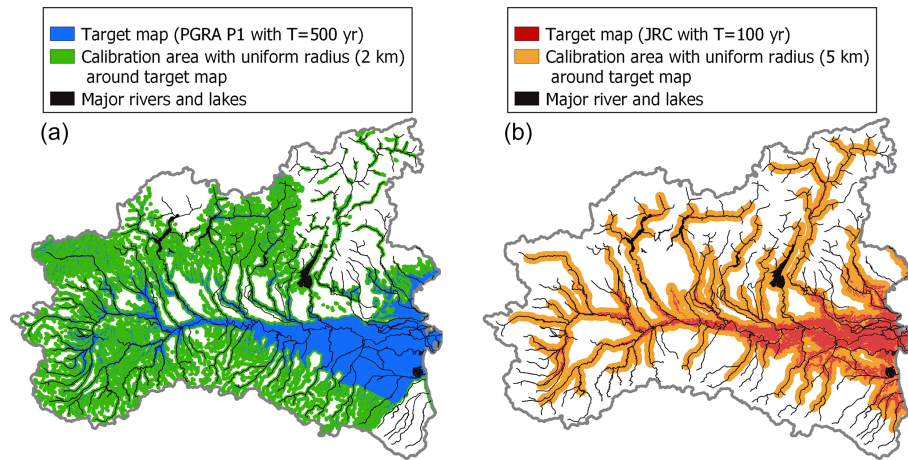 Target map (PGRA P1 with T=500 yr)
Calibration area with uniform radius (2 km)
around target map
Major rivers and lakes
(a)
Target map (JRC with T=100 yr)
Calibration area with uniform radius (5 km)
around target map
Major river and lakes
(b)